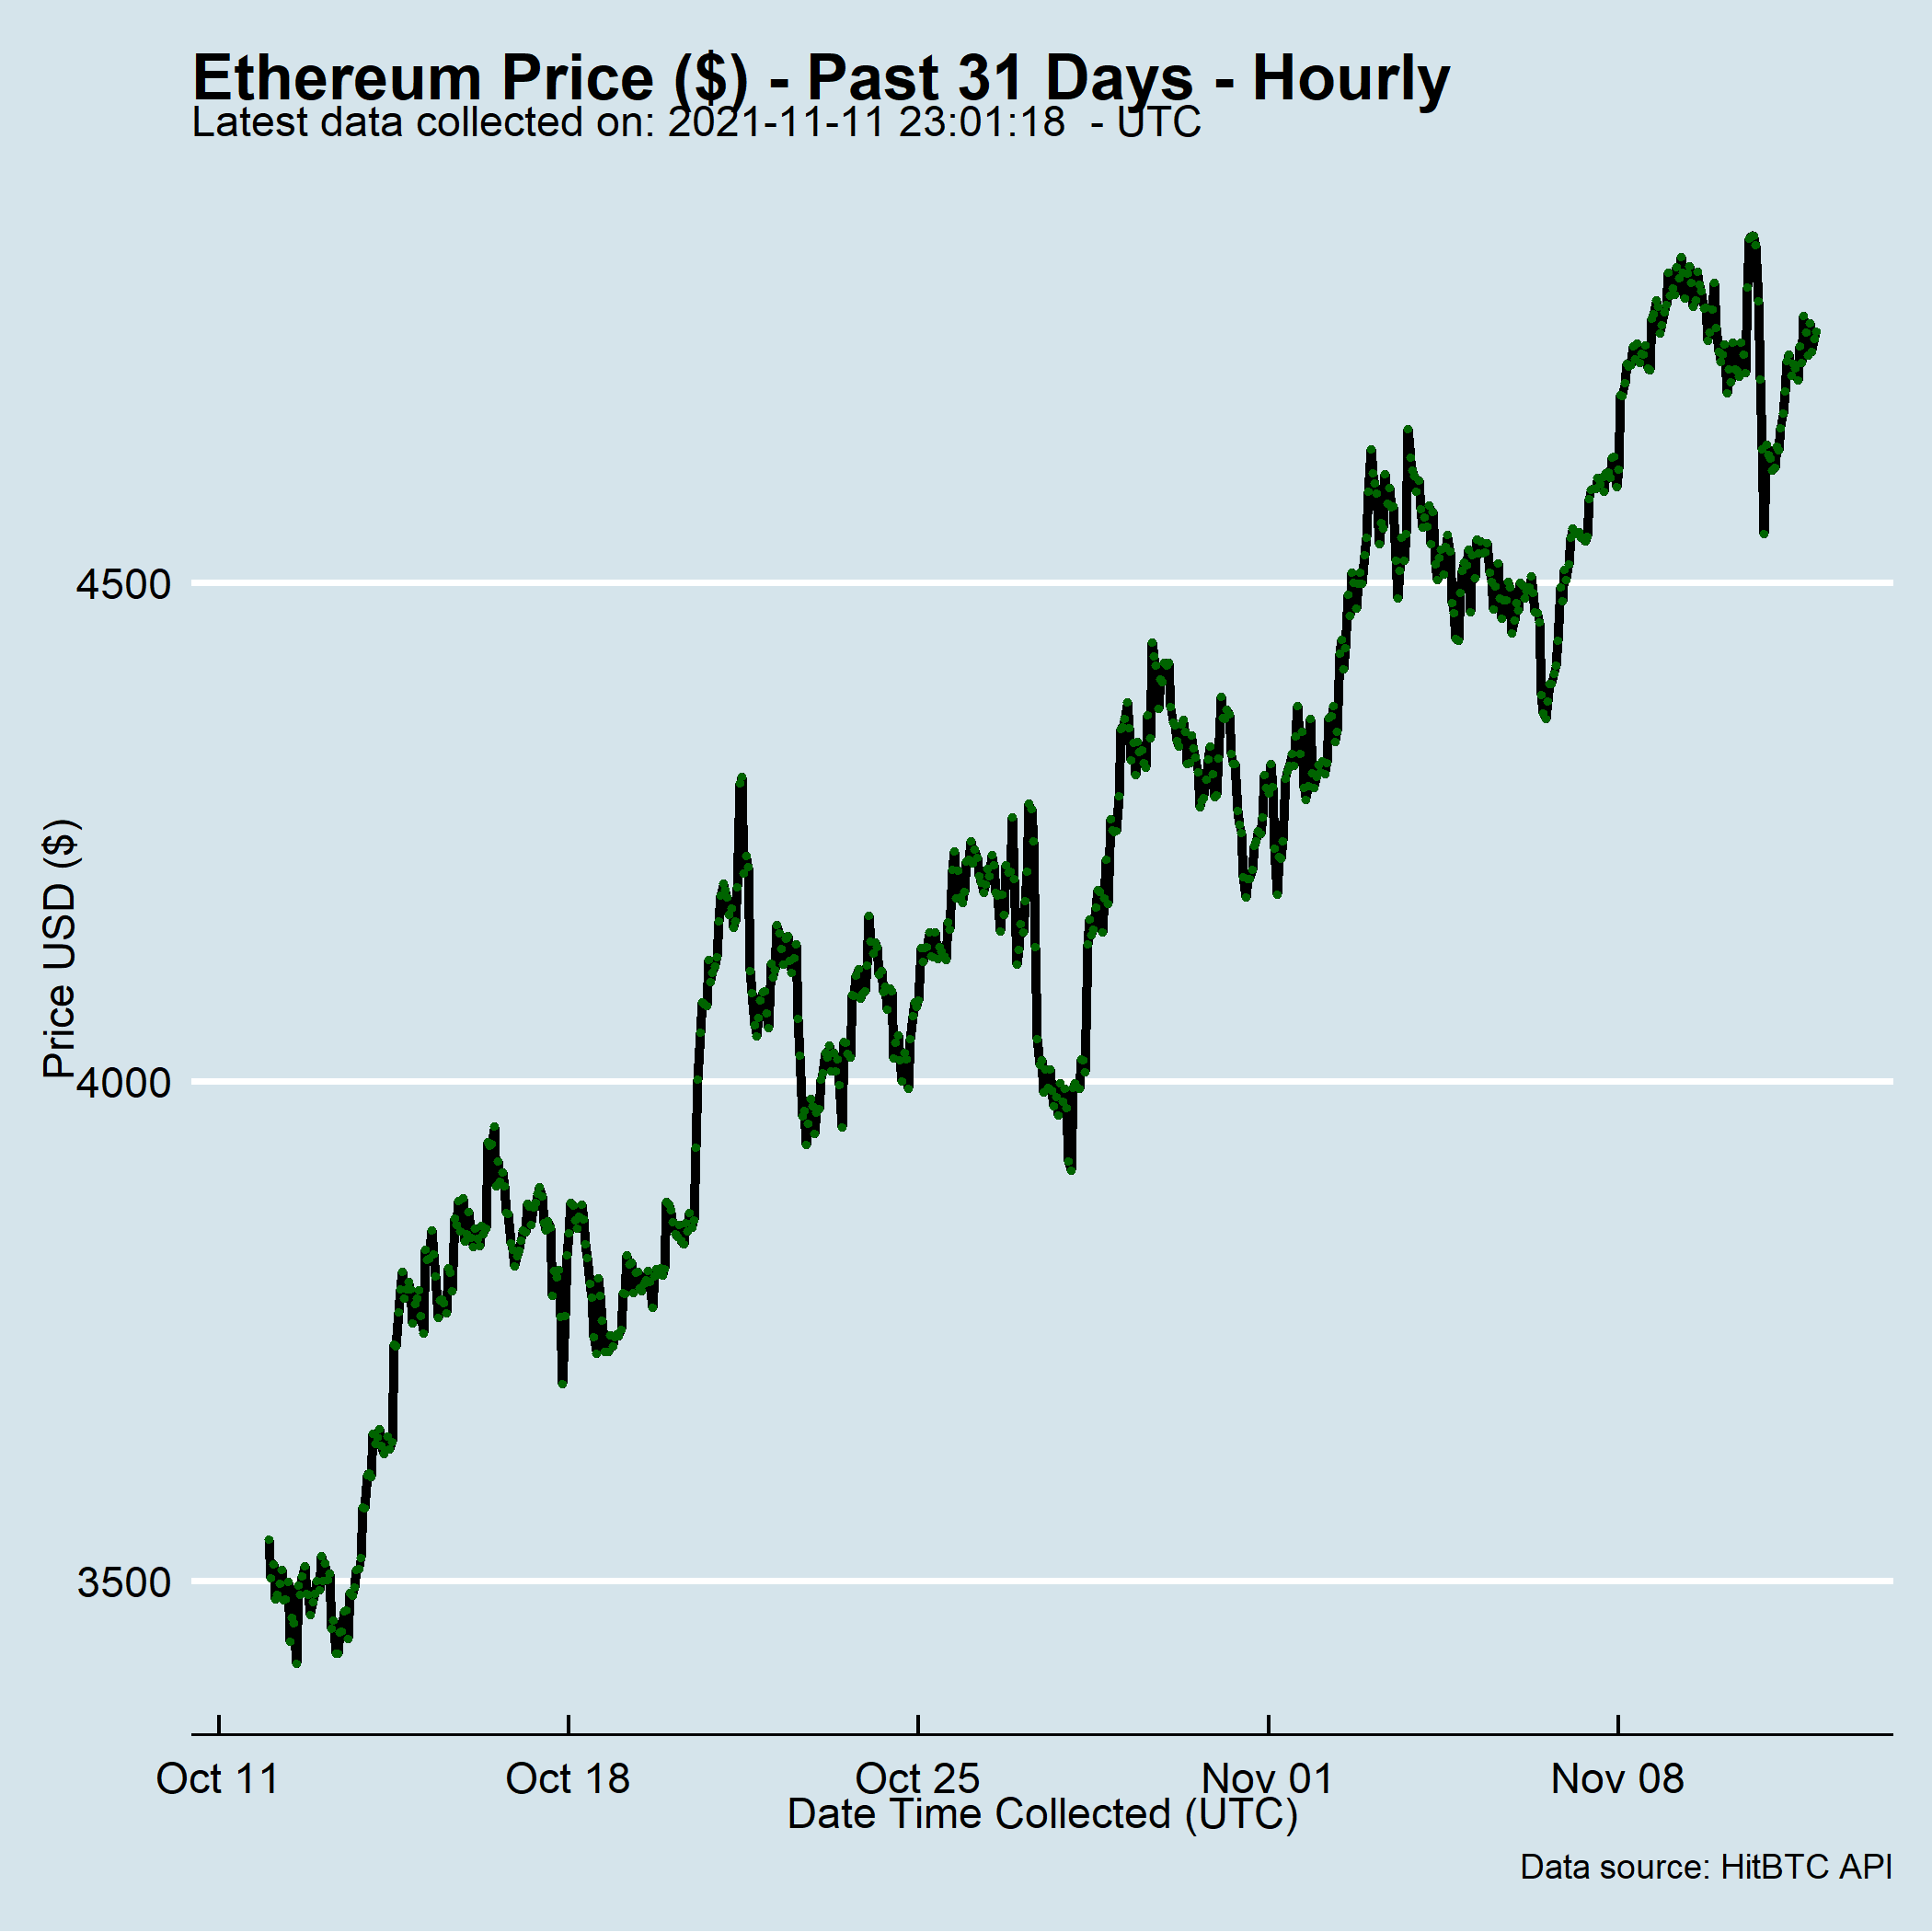 Ethereum Price ($) - Past 31 Days - Hourly
Latest data collected on: 2021-11-11 23:01:18  - UTC
Price USD ($)
4500
4000
3500
Oct 11
Oct 18
Oct 25
Nov 01
Nov 08
Date Time Collected (UTC)
Data source: HitBTC API